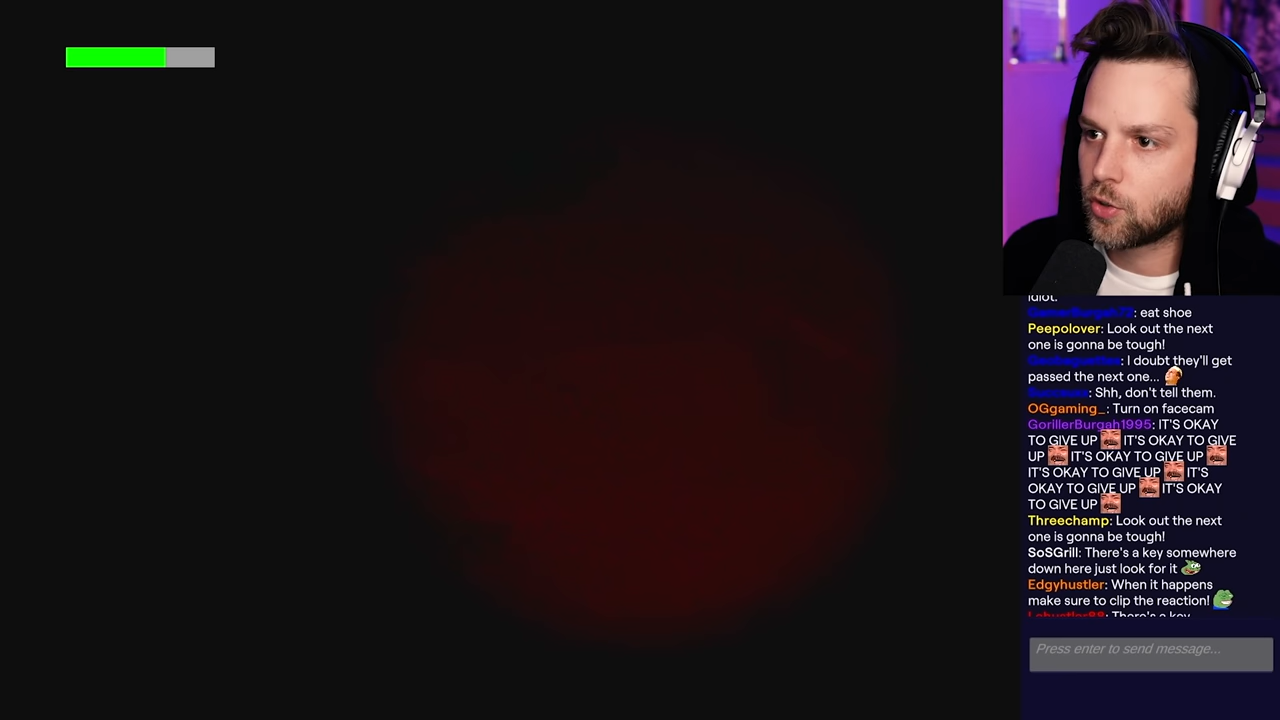 idiot.
: eat shoe
Peepolover: Look out the next
one is gonna be tough!
: I doubt they'll get
passed the next one...
: Shh, don't tell them.
OGgaming_: Turn on facecam
GorillerBurgah1995: IT'S OKAY
TO GIVE UP IT'S OKAY TO GIVE
UP IT'S OKAY TO GIVE UP
IT'S OKAY TO GIVE UP IT'S
OKAY TO GIVE UP IT'S OKAY
TO GIVE UP
Threechamp: Look out the next
one is gonna be tough!
SoSGrill: There's a key somewhere
down here just look for it
Edgyhustler: When it happens
make sure to clip the reaction!
: There's a key
Press enter to send message...